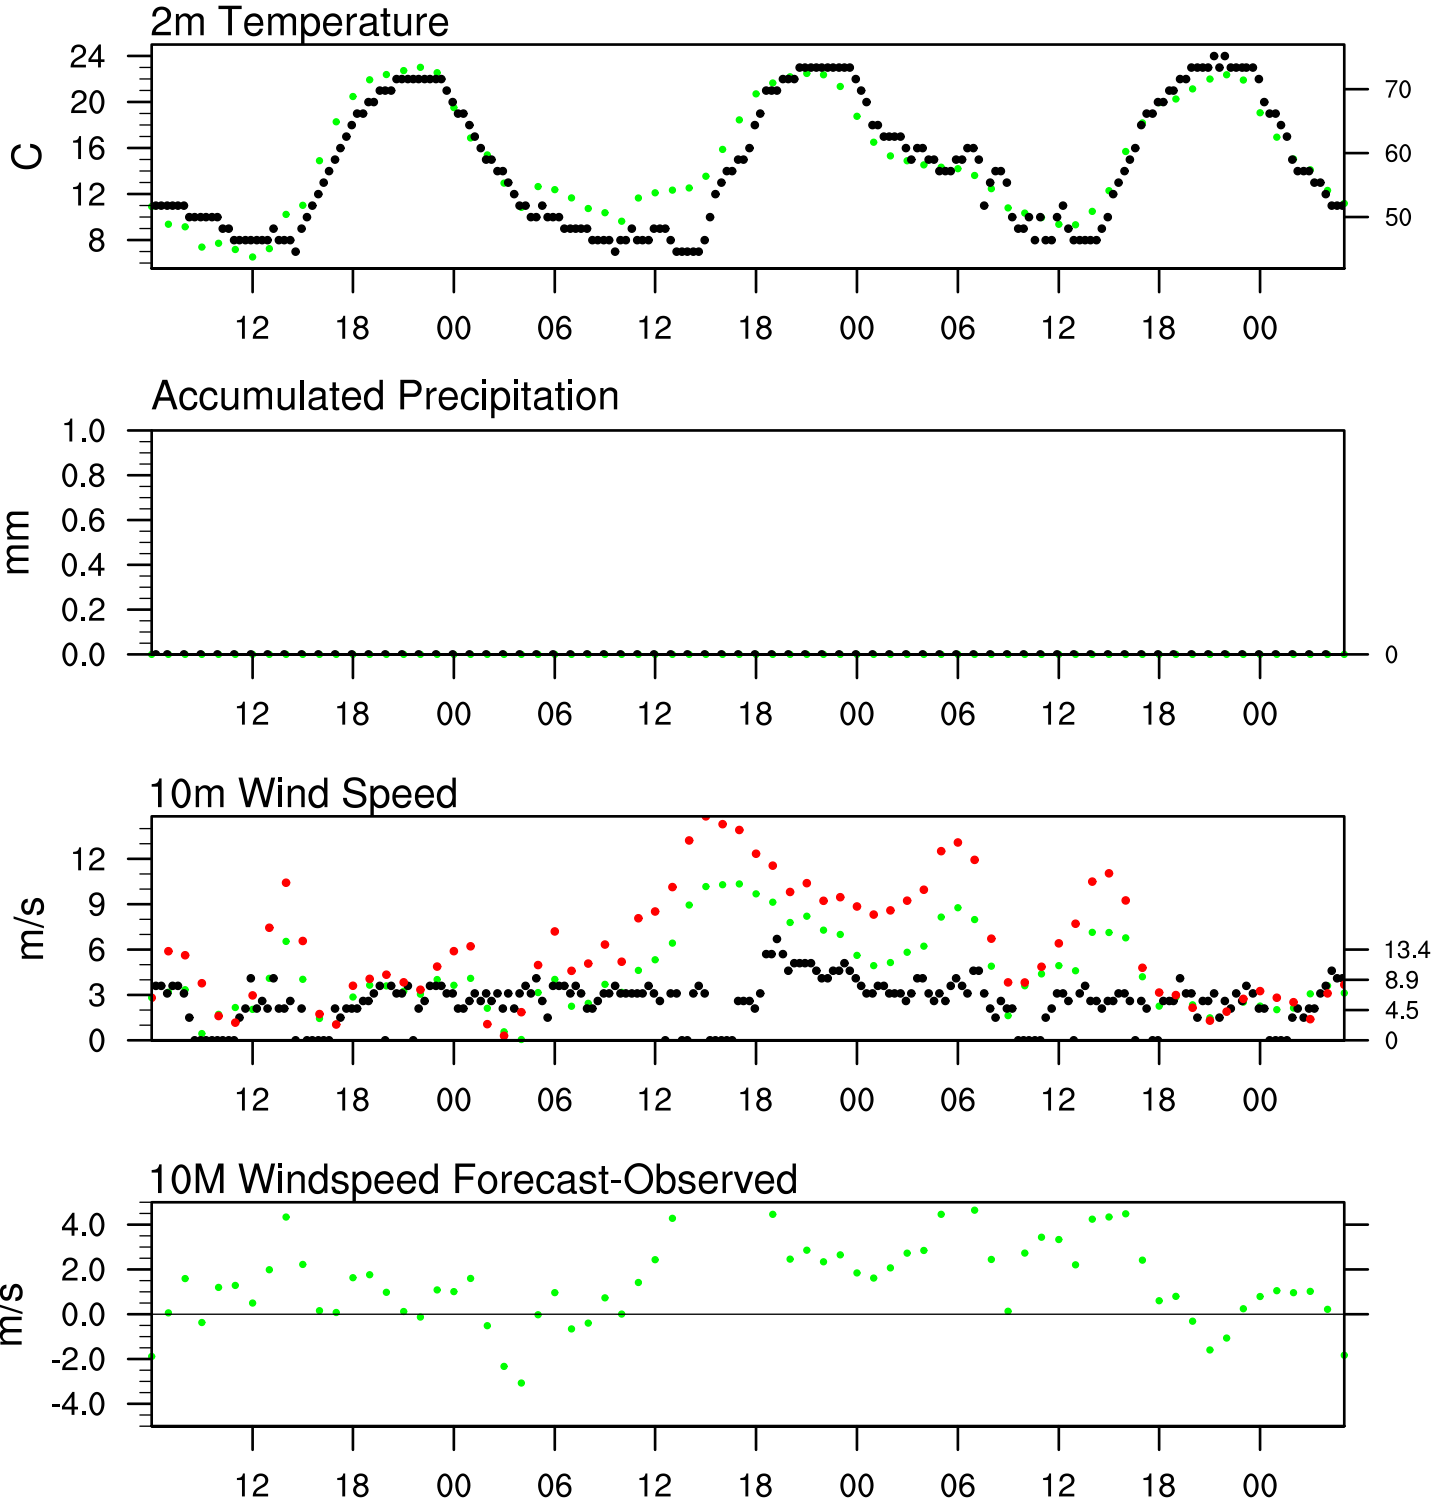 2m Temperature
24
20
16
12
8
C
70
60
50
12 18 00 06 12 18 00 06 12 18 00
Accumulated Precipitation
1.0
0.8
0.6
0.4
0.2
0.0
mm
0
12 18 00 06 12 18 00 06 12 18 00
10m Wind Speed
12
9
6
3
0
m/s
13.4
8.9
4.5
0
12 18 00 06 12 18 00 06 12 18 00
10M Windspeed Forecast-Observed
4.0
2.0
0.0
-2.0
-4.0
m/s
12 18 00 06 12 18 00 06 12 18 00